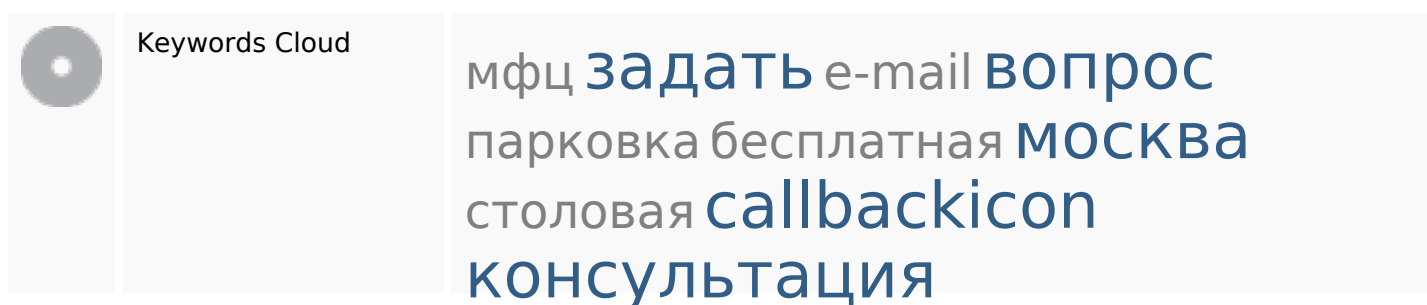 Keywords Cloud
мфц задать e-mail вопрос
парковка бесплатная москва
столовая callbackicon
консультация